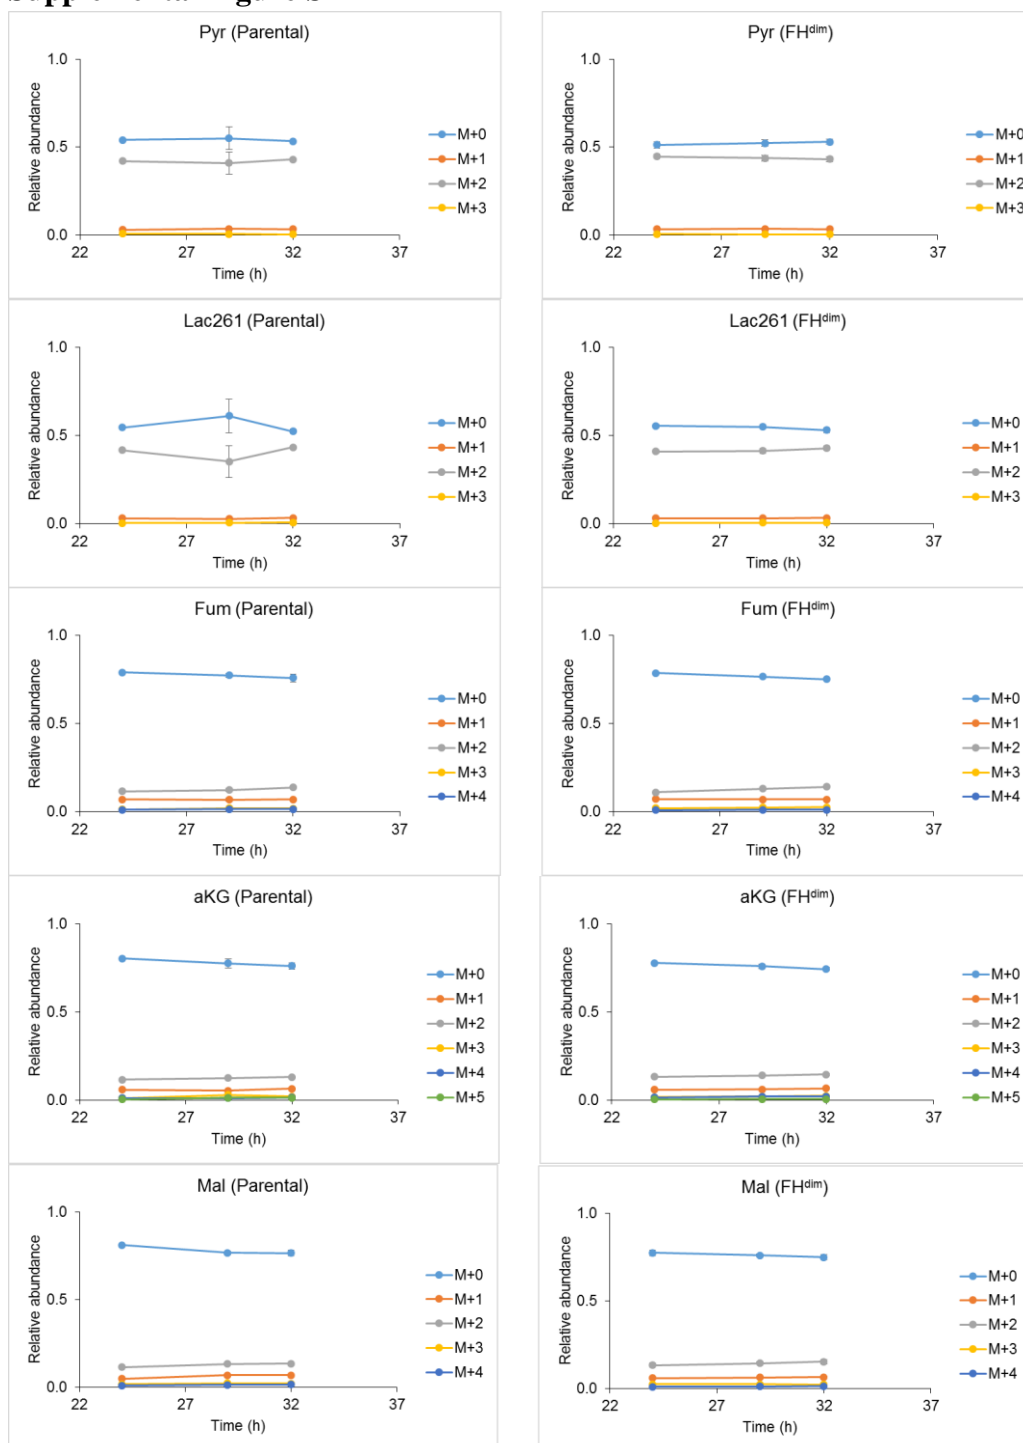 Supplemental Figure S
Pyr (Parental)
Relative abundance
1.0
0.5
0.0
22 27 32 37
Time (h)
M+0
M+1
M+2
M+3
Pyr (FHdim)
Relative abundance
1.0
0.5
0.0
22 27 32 37
Time (h)
M+0
M+1
M+2
M+3
Lac261 (Parental)
Relative abundance
1.0
0.5
0.0
22 27 32 37
Time (h)
M+0
M+1
M+2
M+3
Lac261 (FHdim)
Relative abundance
1.0
0.5
0.0
22 27 32 37
Time (h)
M+0
M+1
M+2
M+3
Fum (Parental)
Relative abundance
1.0
0.5
0.0
22 27 32 37
Time (h)
M+0
M+1
M+2
M+3
M+4
Fum (FHdim)
Relative abundance
1.0
0.5
0.0
22 27 32 37
Time (h)
M+0
M+1
M+2
M+3
M+4
aKG (Parental)
Relative abundance
1.0
0.5
0.0
22 27 32 37
Time (h)
M+0
M+1
M+2
M+3
M+4
M+5
aKG (FHdim)
Relative abundance
1.0
0.5
0.0
22 27 32 37
Time (h)
M+0
M+1
M+2
M+3
M+4
M+5
Mal (Parental)
Relative abundance
1.0
0.5
0.0
22 27 32 37
Time (h)
M+0
M+1
M+2
M+3
M+4
Mal (FHdim)
Relative abundance
1.0
0.5
0.0
22 27 32 37
Time (h)
M+0
M+1
M+2
M+3
M+4